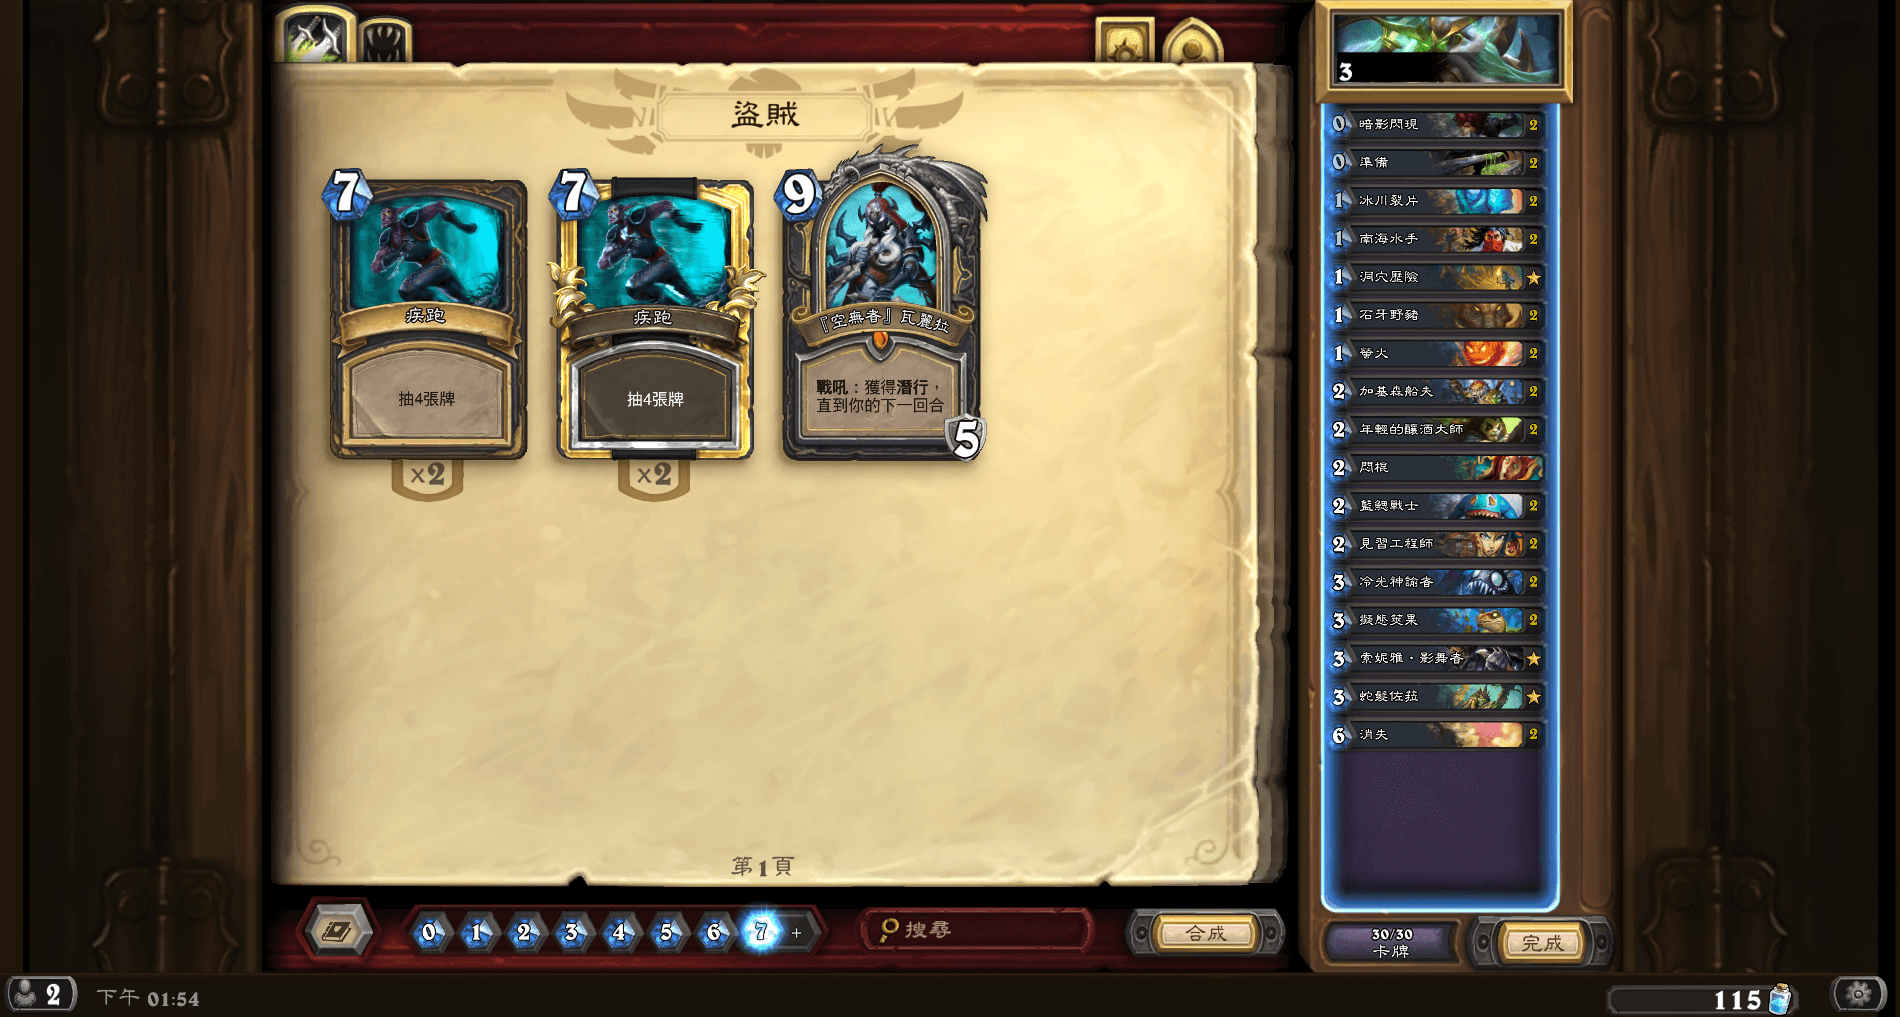 盜賊
7
疾跑
抽4張牌
×2
7
疾跑
抽4張牌
×2
9
『空無者』瓦麗拉
戰吼：獲得潛行，
直到你的下一回合
5
第1頁
0 1 2 3 4 5 6 7 +
搜尋
合成
3
0 暗影閃現 2
0 準備 2
1 冰川裂片 2
1 南海水手 2
1 洞穴歷險
1 石牙野豬 2
1 螢火 2
2 加基森船夫 2
2 年輕的釀酒大師 2
2 悶棍
2 藍鰓戰士 2
2 見習工程師 2
3 冷光神諭者 2
3 擬態莢果 2
3 索妮雅・影舞者
3 蛇髮佐菈
6 消失 2
30/30
卡牌
完成
2
下午 01:54
115